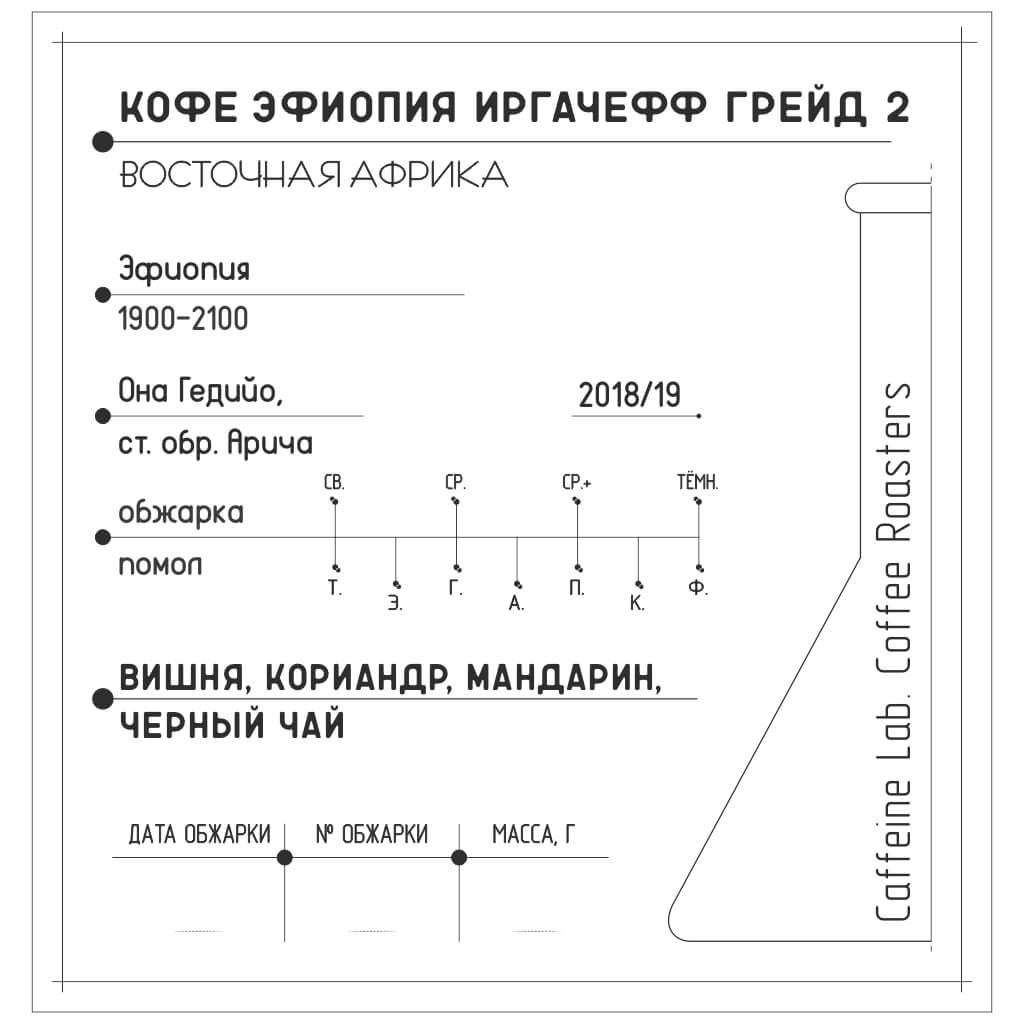 КОФЕ ЭФИОПИЯ ИРГАЧЕФФ ГРЕЙД 2
ВОСТОЧНАЯ АФРИКА
Эфиопия
1900-2100
Она Гедийо,
2018/19
ст. обр. Арича
СВ. СР. СР.+ ТЁМН.
обжарка
помол
Т. Э. Г. А. П. К. Ф.
ВИШНЯ, КОРИАНДР, МАНДАРИН,
ЧЕРНЫЙ ЧАЙ
ДАТА ОБЖАРКИ № ОБЖАРКИ МАССА, Г
Caffeine Lab. Coffee Roasters